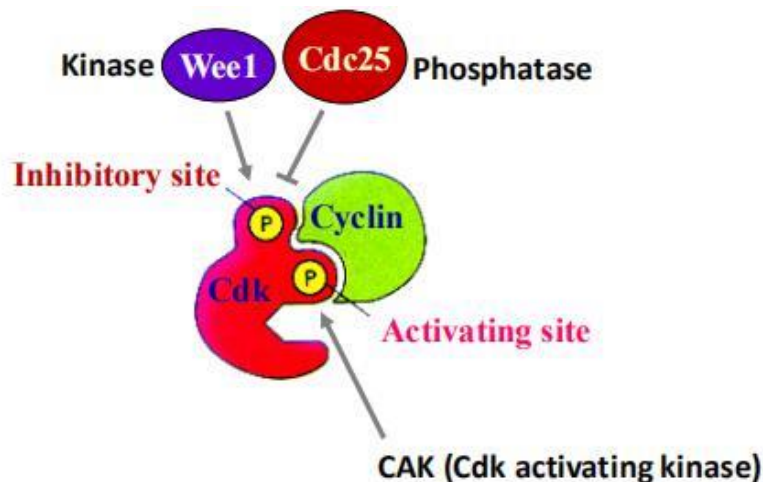 Kinase
Wee1
Cdc25
Phosphatase
Inhibitory site
P
Cyclin
P
Cdk
Activating site
CAK (Cdk activating kinase)